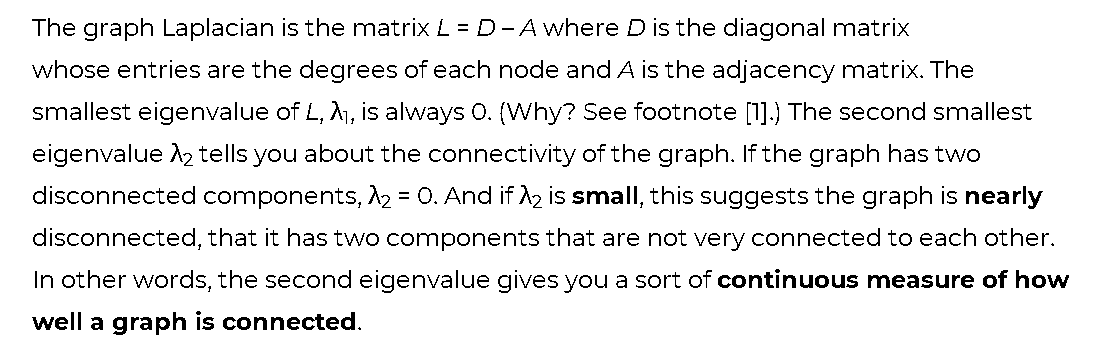 The graph Laplacian is the matrix L = D – A where D is the diagonal matrix
whose entries are the degrees of each node and A is the adjacency matrix. The
smallest eigenvalue of L, λ₁, is always 0. (Why? See footnote [1].) The second smallest
eigenvalue λ₂ tells you about the connectivity of the graph. If the graph has two
disconnected components, λ₂ = 0. And if λ₂ is small, this suggests the graph is nearly
disconnected, that it has two components that are not very connected to each other.
In other words, the second eigenvalue gives you a sort of continuous measure of how
well a graph is connected.